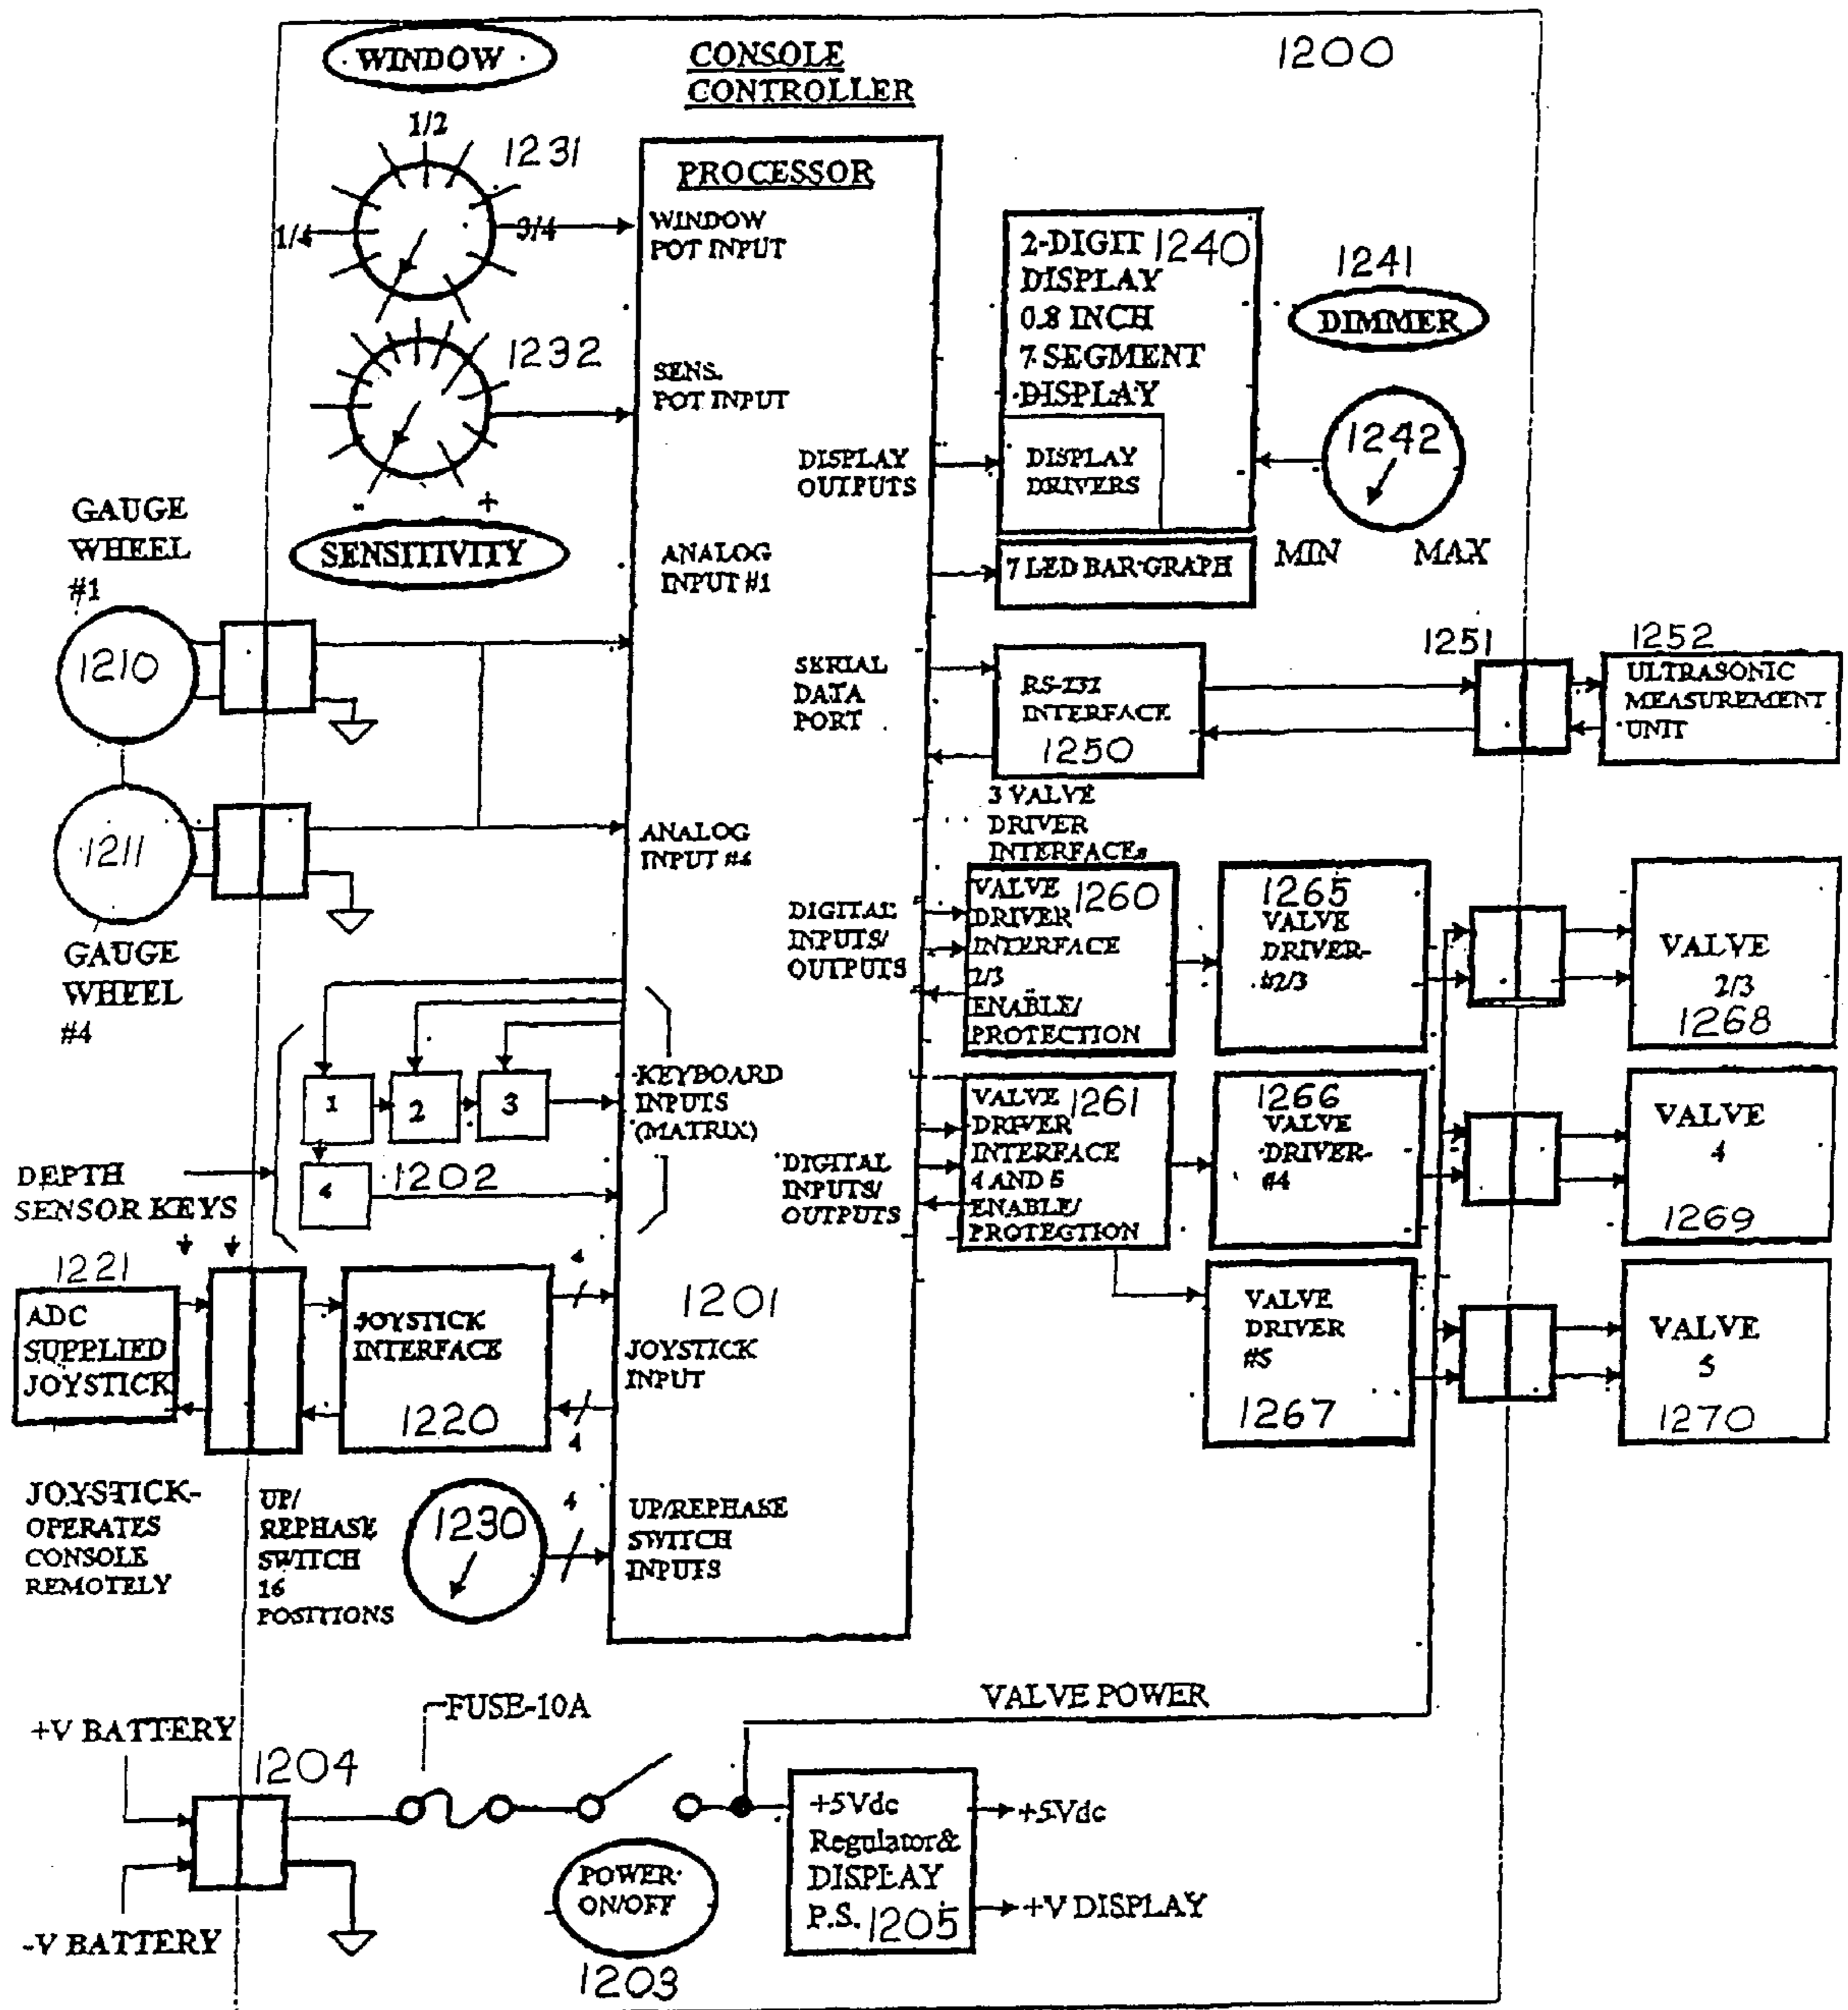 WINDOW
CONSOLE
CONTROLLER
1200
1/2
1231
1/4
3/4
PROCESSOR
WINDOW
POT INPUT
1232
SENS.
POT INPUT
-
+
SENSITIVITY
2-DIGIT 1240
DISPLAY
0.8 INCH
7 SEGMENT
DISPLAY
DISPLAY
DRIVERS
1241
DIMMER
1242
MIN
MAX
DISPLAY
OUTPUTS
7 LED BAR-GRAPH
GAUGE
WHEEL
#1
1210
ANALOG
INPUT #1
SERIAL
DATA
PORT
INTERFACE
1250
1251
1252
ULTRASONIC
MEASUREMENT
UNIT
1211
GAUGE
WHEEL
#4
ANALOG
INPUT #4
3 VALVE
DRIVER
INTERFACEs
DIGITAL
INPUTS/
OUTPUTS
VALVE 1260
DRIVER
INTERFACE
2/3
ENABLE/
PROTECTION
1265
VALVE
DRIVER-
#2/3
VALVE
2/3
1268
1
2
3
4
1202
KEYBOARD
INPUTS
(MATRIX)
DEPTH
SENSOR KEYS
DIGITAL
INPUTS/
OUTPUTS
VALVE 1261
DRIVER
INTERFACE
4 AND 5
ENABLE/
PROTECTION
1266
VALVE
DRIVER-
#4
VALVE
4
1269
1221
ADC
SUPPLIED
JOYSTICK
JOYSTICK
INTERFACE
1220
4
4
1201
JOYSTICK
INPUT
VALVE
DRIVER
#5
1267
VALVE
5
1270
JOYSTICK-
OPERATES
CONSOLE
REMOTELY
UP/
REPHASE
SWITCH
16
POSITIONS
1230
4
UP/REPHASE
SWITCH
INPUTS
+V BATTERY
-V BATTERY
1204
FUSE-10A
VALVE POWER
POWER
ON/OFF
1203
+5Vdc
Regulator&
DISPLAY
P.S. 1205
+5Vdc
+V DISPLAY